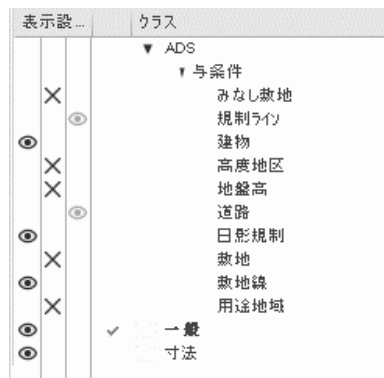 表示設... クラス
ADS
与条件
みなし敷地
規制ライン
建物
高度地区
地盤高
道路
日影規制
敷地
敷地線
用途地域
一般
寸法